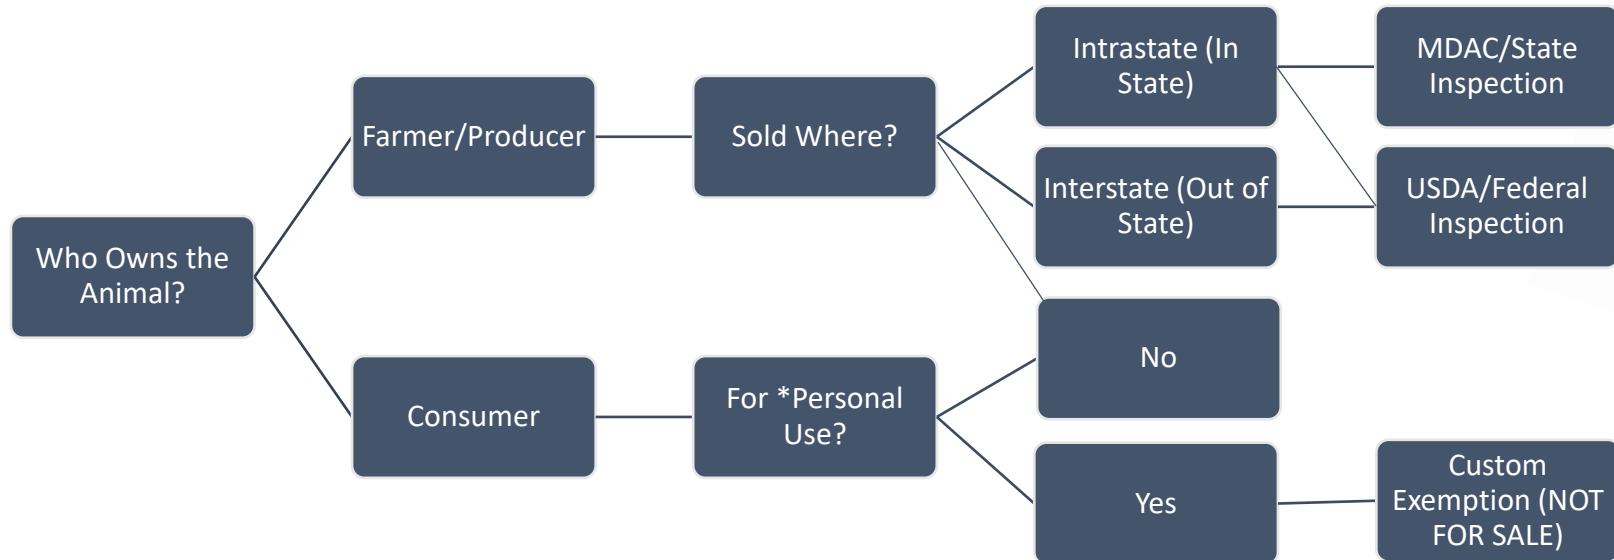 Who Owns the
Animal?
Farmer/Producer
Sold Where?
Intrastate (In
State)
MDAC/State
Inspection
Interstate (Out of
State)
USDA/Federal
Inspection
Consumer
For *Personal
Use?
No
Yes
Custom
Exemption (NOT
FOR SALE)